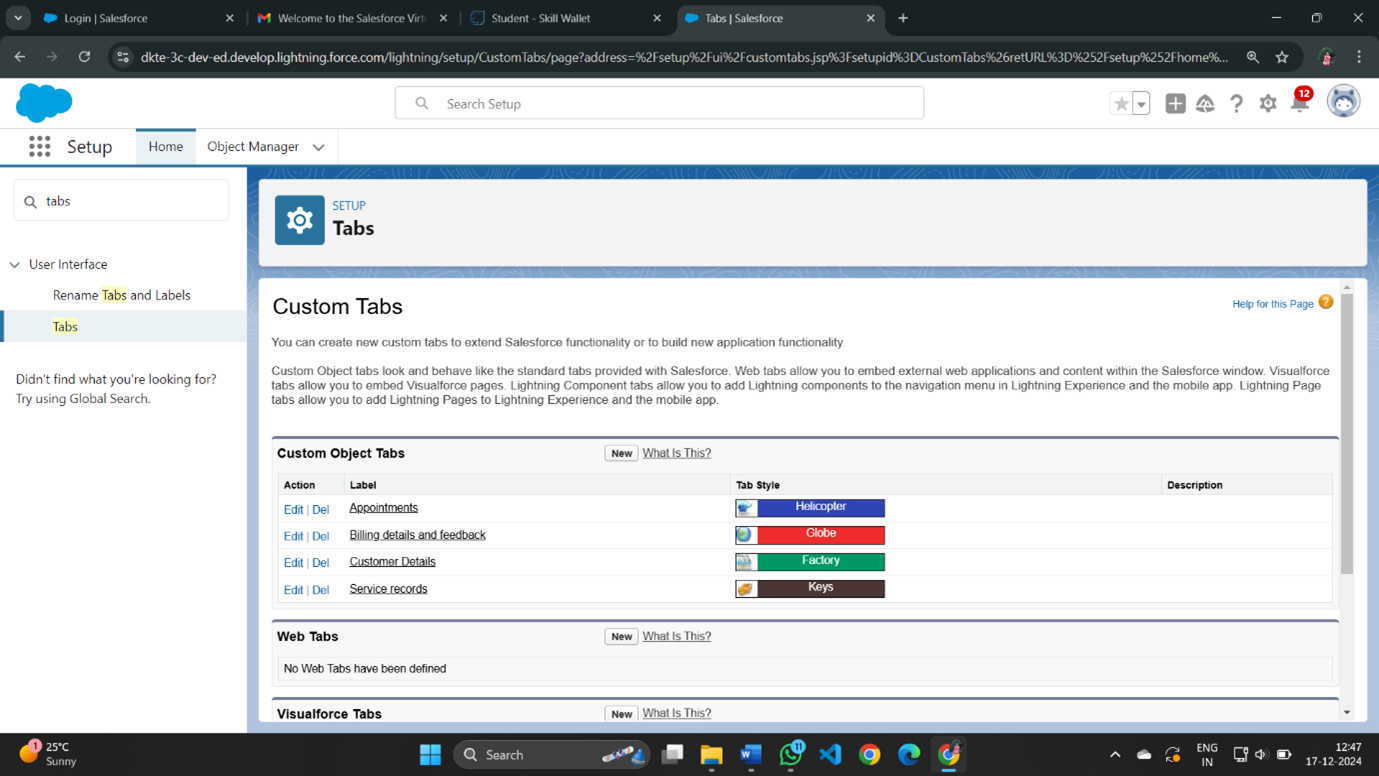 Login | Salesforce
Welcome to the Salesforce Virtu
Student - Skill Wallet
Tabs | Salesforce
dkte-3c-dev-ed.develop.lightning.force.com/lightning/setup/CustomTabs/page?address=%2Fsetup%2Fui%2Fcustomtabs.jsp%3Fsetupid%3DCustomTabs%26retURL%3D%252Fsetup%252Fhome%...
Search Setup
12
Setup
Home
Object Manager
tabs
User Interface
Rename Tabs and Labels
Tabs
Didn't find what you're looking for?
Try using Global Search.
SETUP
Tabs
Custom Tabs
Help for this Page ?
You can create new custom tabs to extend Salesforce functionality or to build new application functionality.
Custom Object tabs look and behave like the standard tabs provided with Salesforce. Web tabs allow you to embed external web applications and content within the Salesforce window. Visualforce
tabs allow you to embed Visualforce pages. Lightning Component tabs allow you to add Lightning components to the navigation menu in Lightning Experience and the mobile app. Lightning Page
tabs allow you to add Lightning Pages to Lightning Experience and the mobile app.
Custom Object Tabs New What Is This?
Action Label Tab Style Description
Edit | Del Appointments Helicopter
Edit | Del Billing details and feedback Globe
Edit | Del Customer Details Factory
Edit | Del Service records Keys
Web Tabs New What Is This?
No Web Tabs have been defined
Visualforce Tabs New What Is This?
1
25°C
Sunny
Search
11
ENG
IN
12:47
17-12-2024